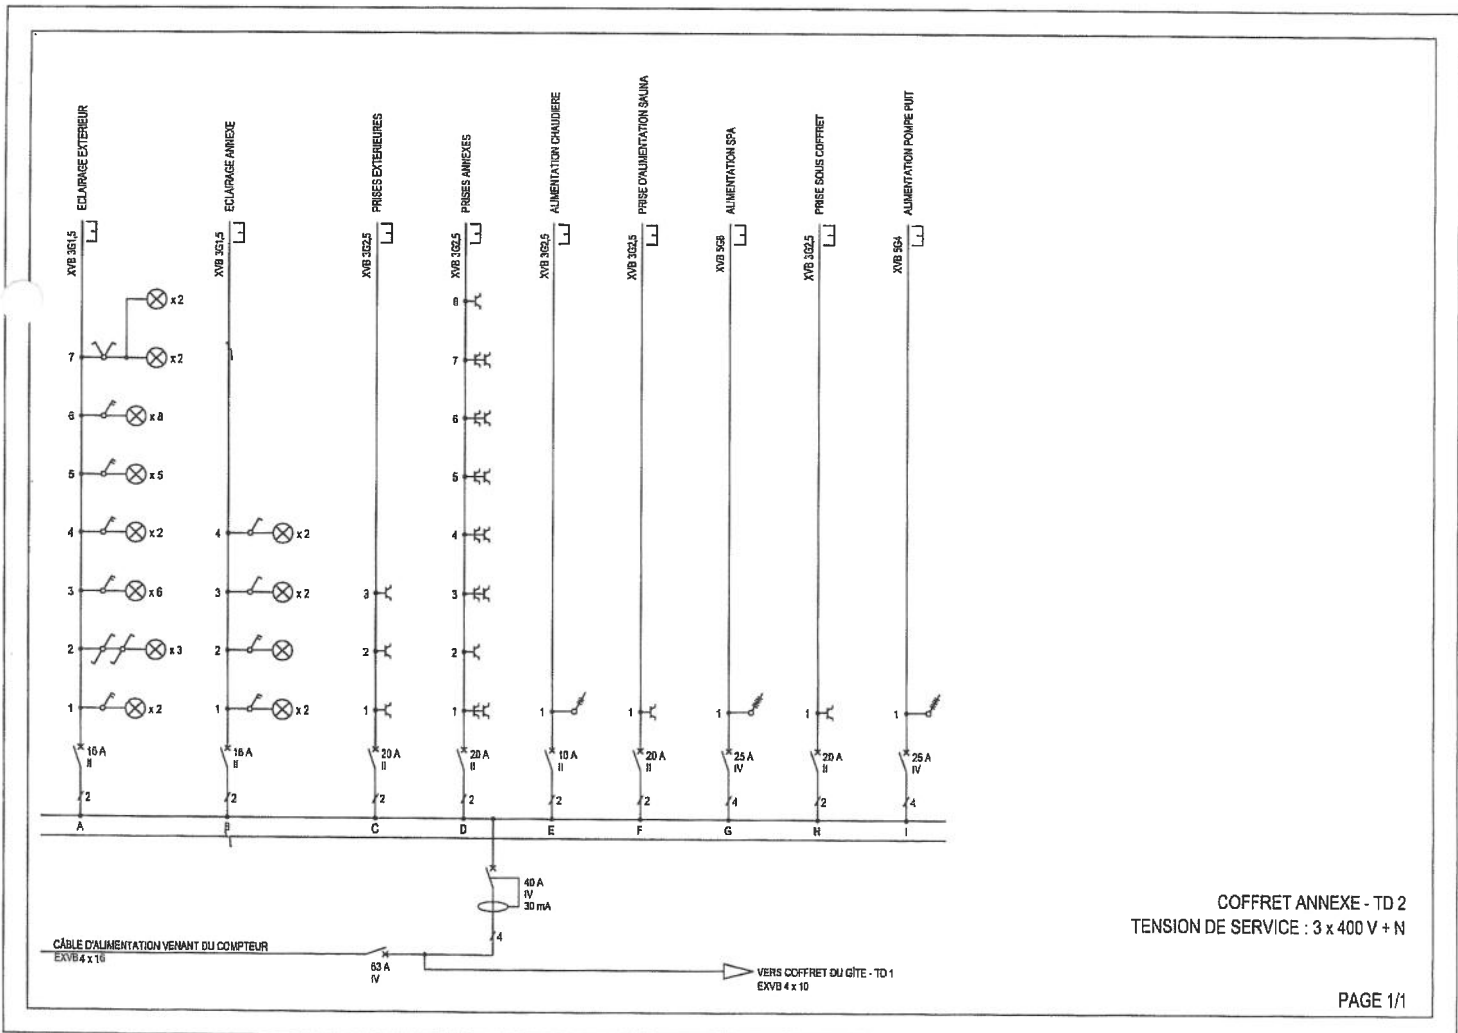 ECLAIRAGE EXTERIEUR
ECLAIRAGE ANNEXE
PRISES EXTERIEURES
PRISES ANNEXES
ALIMENTATION CHAUDIERE
PRISE D'ALIMENTATION SAUNA
ALIMENTATION SPA
PRISE SOUS COFFRET
ALIMENTATION POMPE PUIT
XVB 3G1,5
XVB 3G1,5
XVB 3G2,5
XVB 3G2,5
XVB 3G2,5
XVB 3G2,5
XVB 5G6
XVB 3G2,5
XVB 5G4
x 2
8
7 x 2
7
6 x 8
6
5 x 5
5
4 x 2
4 x 2
4
3 x 6
3 x 2
3
3
2 x 3
2
2
2
1 x 2
1 x 2
1
1
1
1
1
1
1
16 A
II
16 A
II
20 A
II
20 A
II
10 A
II
20 A
II
25 A
IV
20 A
II
25 A
IV
2 2 2 2 2 2 4 2 4
A B C D E F G H I
40 A
IV
30 mA
4
CÂBLE D'ALIMENTATION VENANT DU COMPTEUR
EXVB 4 x 16
63 A
IV
VERS COFFRET DU GÎTE - TD 1
EXVB 4 x 10
COFFRET ANNEXE - TD 2
TENSION DE SERVICE : 3 x 400 V + N
PAGE 1/1